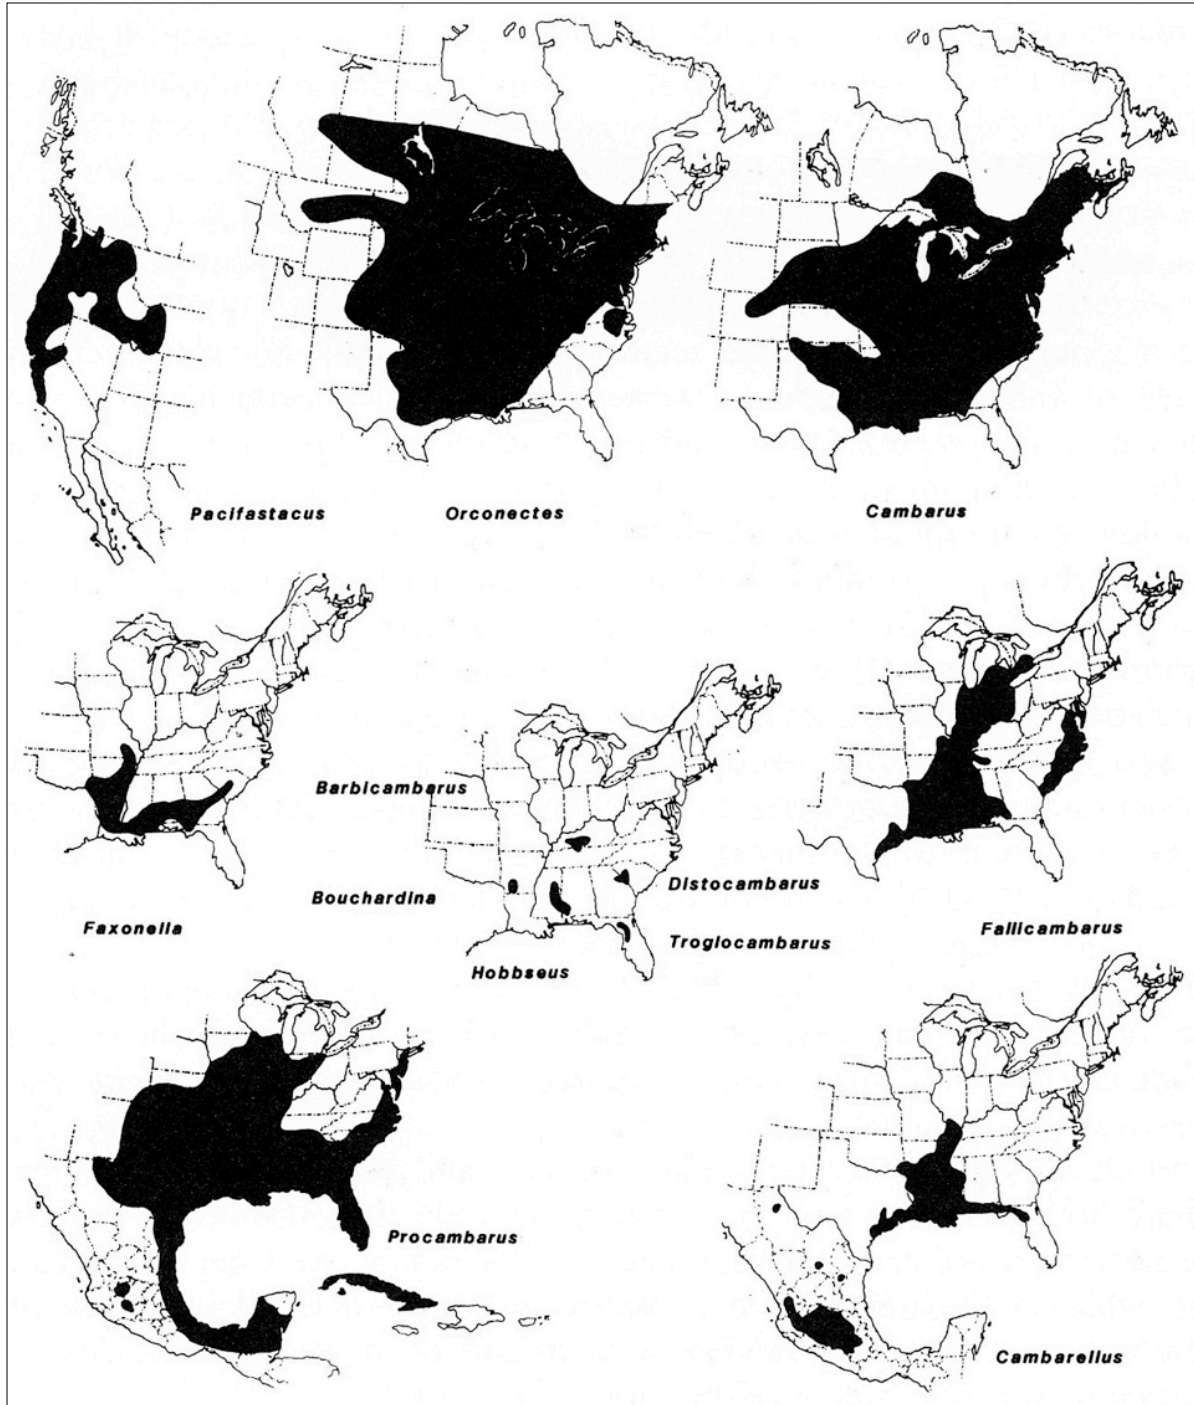 Pacifastacus
Orconectes
Cambarus
Barbicambarus
Bouchardina
Distocambarus
Faxonella
Troglocambarus
Fallicambarus
Hobbseus
Procambarus
Cambarellus